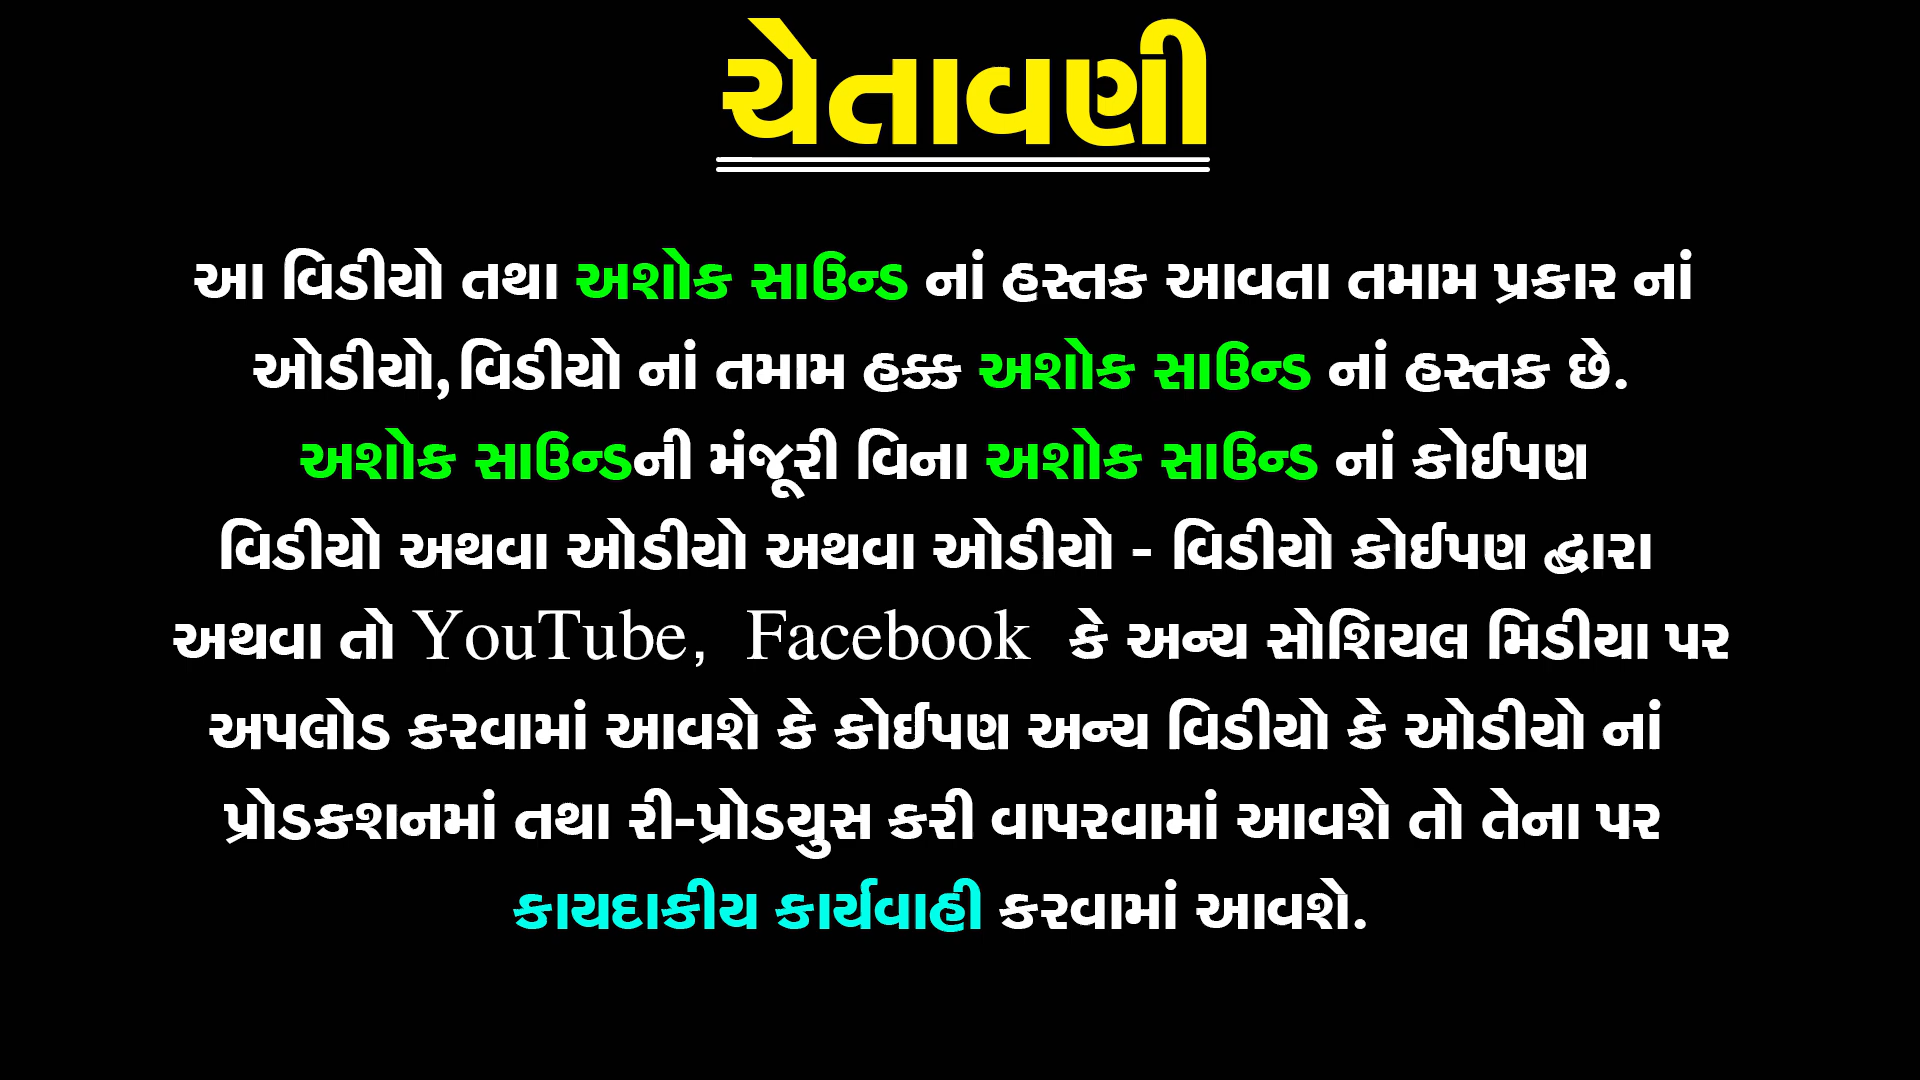 ચેતાવણી
આ વિડીયો તથા અશોક સાઉન્ડ નાં હસ્તક આવતા તમામ પ્રકાર નાં
ઓડીયો,વિડીયો નાં તમામ હક્ક અશોક સાઉન્ડ નાં હસ્તક છે.
અશોક સાઉન્ડની મંજૂરી વિના અશોક સાઉન્ડ નાં કોઈપણ
વિડીયો અથવા ઓડીયો અથવા ઓડીયો - વિડીયો કોઈપણ દ્વારા
અથવા તો YouTube, Facebook કે અન્ય સોશિયલ મિડીયા પર
અપલોડ કરવામાં આવશે કે કોઈપણ અન્ય વિડીયો કે ઓડીયો નાં
પ્રોડકશનમાં તથા રી-પ્રોડયુસ કરી વાપરવામાં આવશે તો તેના પર
કાયદાકીય કાર્યવાહી કરવામાં આવશે.